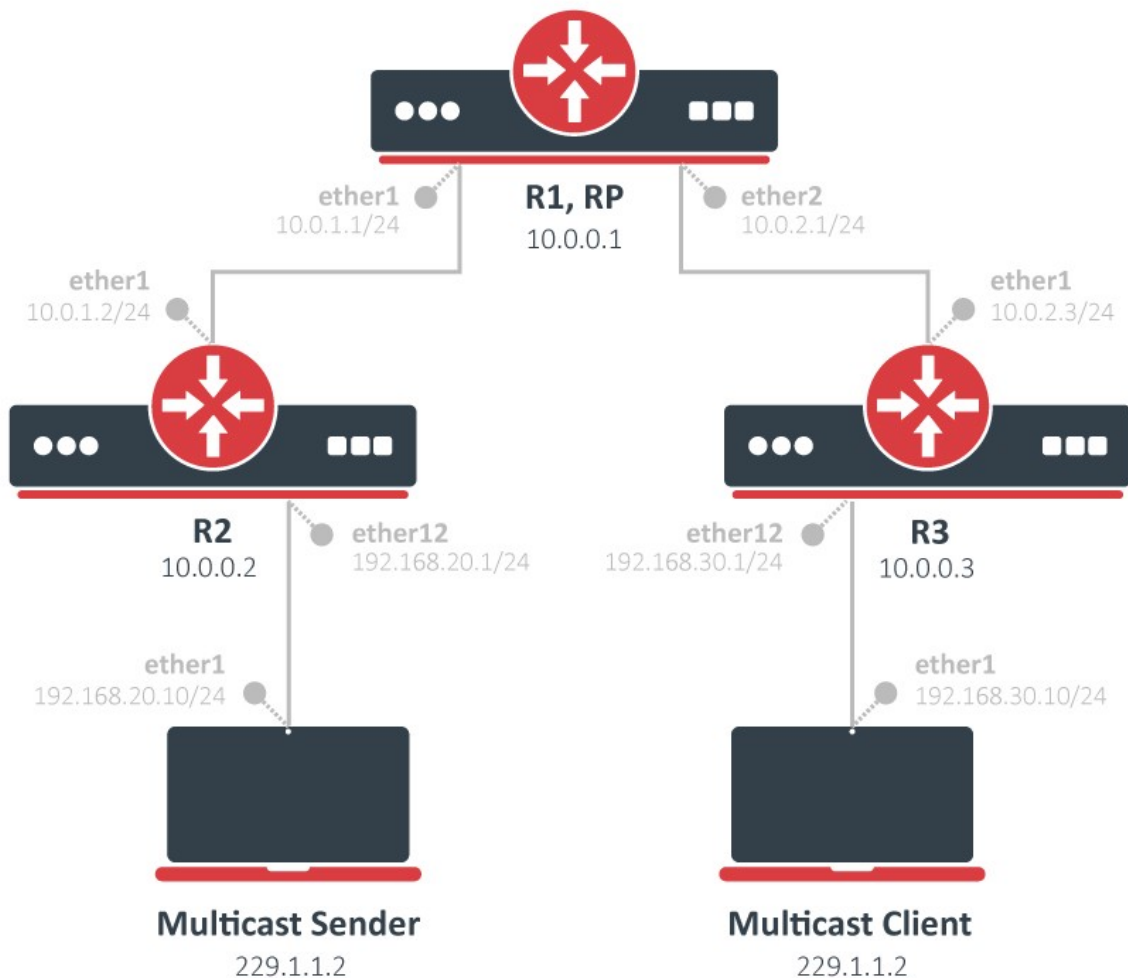 ether1
10.0.1.1/24
R1, RP
10.0.0.1
ether2
10.0.2.1/24
ether1
10.0.1.2/24
ether1
10.0.2.3/24
R2
10.0.0.2
ether12
192.168.20.1/24
ether12
192.168.30.1/24
R3
10.0.0.3
ether1
192.168.20.10/24
ether1
192.168.30.10/24
Multicast Sender
229.1.1.2
Multicast Client
229.1.1.2